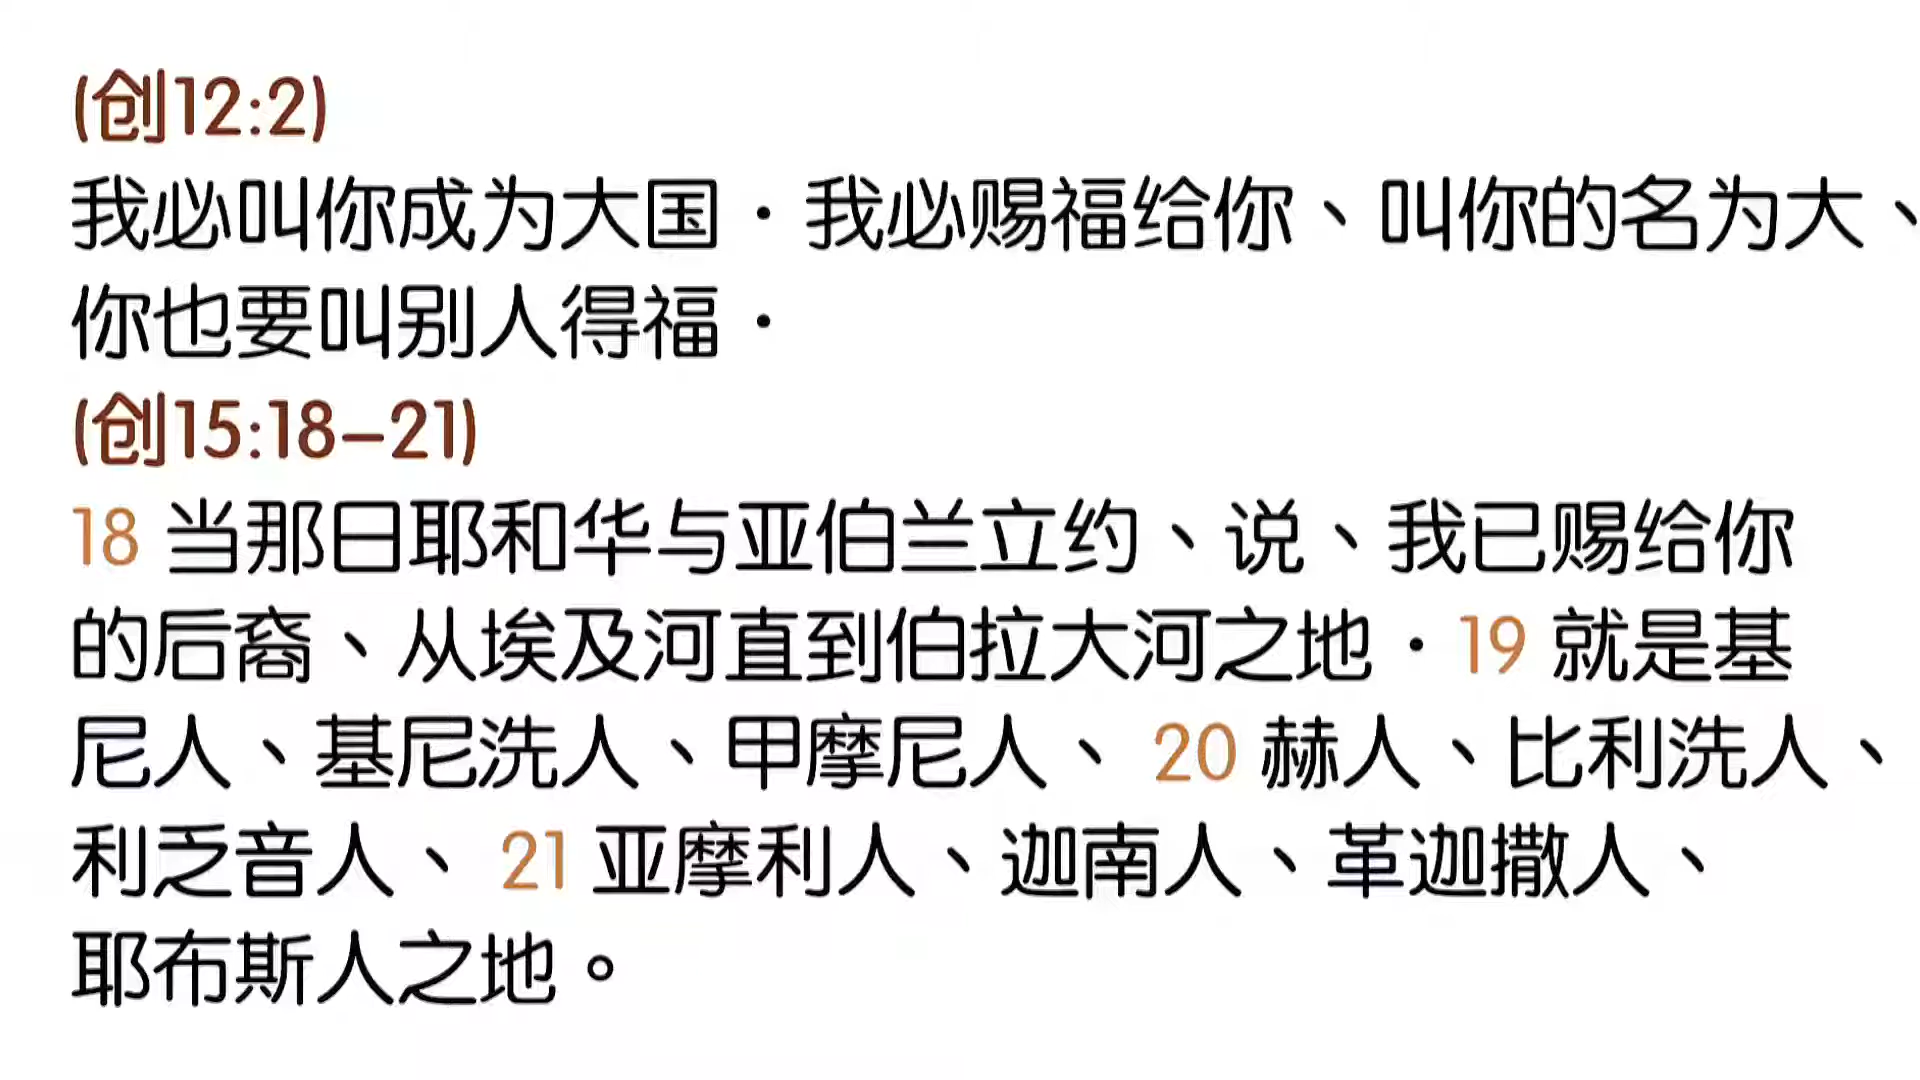 (创12:2)
我必叫你成为大国．我必赐福给你、叫你的名为大、
你也要叫别人得福．
(创15:18-21)
18 当那日耶和华与亚伯兰立约、说、我已赐给你
的后裔、从埃及河直到伯拉大河之地．19 就是基
尼人、基尼洗人、甲摩尼人、 20 赫人、比利洗人、
利乏音人、 21 亚摩利人、迦南人、革迦撒人、
耶布斯人之地。